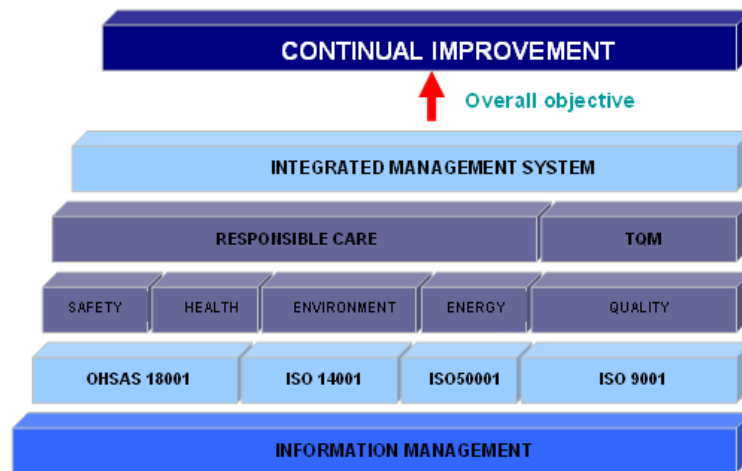 CONTINUAL IMPROVEMENT
Overall objective
INTEGRATED MANAGEMENT SYSTEM
RESPONSIBLE CARE TQM
SAFETY HEALTH ENVIRONMENT ENERGY QUALITY
OHSAS 18001 ISO 14001 ISO50001 ISO 9001
INFORMATION MANAGEMENT